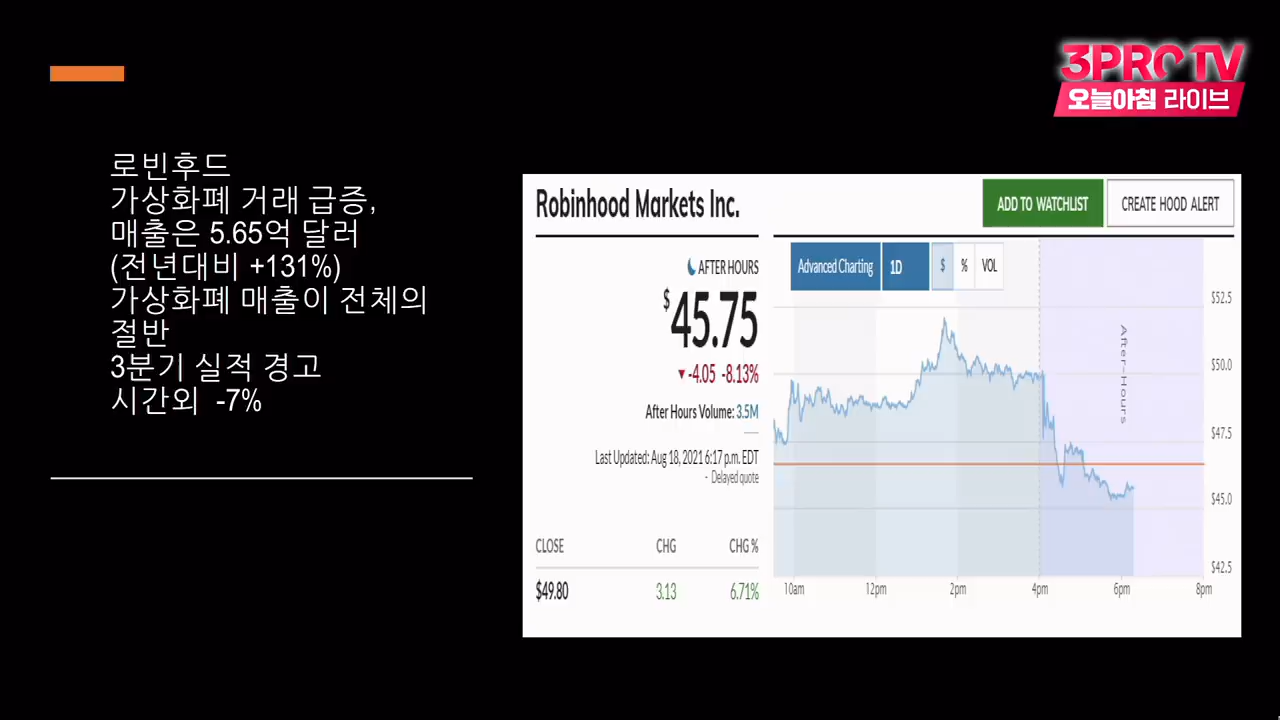 3PRO TV
오늘아침 라이브
로빈후드
가상화폐 거래 급증,
매출은 5.65억 달러
(전년대비 +131%)
가상화폐 매출이 전체의
절반
3분기 실적 경고
시간외 -7%
Robinhood Markets Inc.
ADD TO WATCHLIST
CREATE HOOD ALERT
AFTER HOURS
$45.75
▼-4.05 -8.13%
After Hours Volume: 3.5M
Last Updated: Aug 18, 2021 6:17 p.m. EDT
- Delayed quote
CLOSE CHG CHG %
$49.80 3.13 6.71%
Advanced Charting 1D $ % VOL
After-Hours
$52.5
$50.0
$47.5
$45.0
$42.5
10am 12pm 2pm 4pm 6pm 8pm